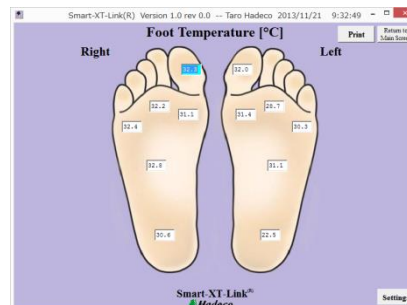 Smart-XT-Link(R) Version 1.0 rev 0.0 - Taro Hadeco 2013/11/21 9:32:49
Foot Temperature [°C]
Print
Return to
Main Screen
Right
Left
32.3
32.0
32.2
31.1
31.4
28.7
32.4
30.3
32.8
31.1
30.6
22.5
Smart-XT-Link(R)
Hadeco
Setting